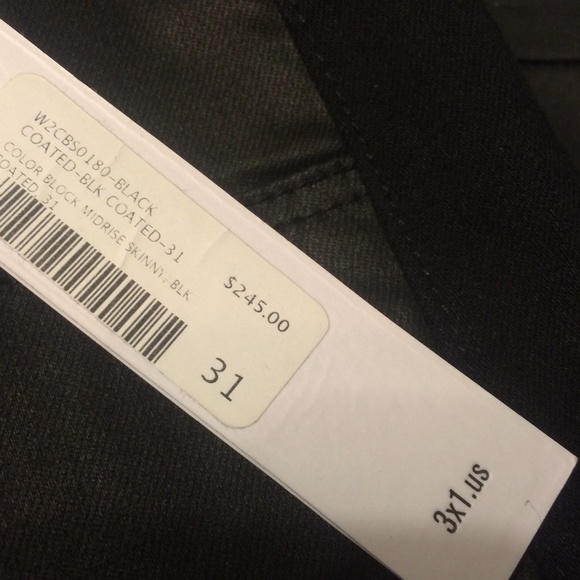 W2CBS0180-BLACK
COATED-BLK COATED-31
COLOR BLOCK MIDRISE SKINNY, BLK
COATED, 31
$245.00
31
3x1.us